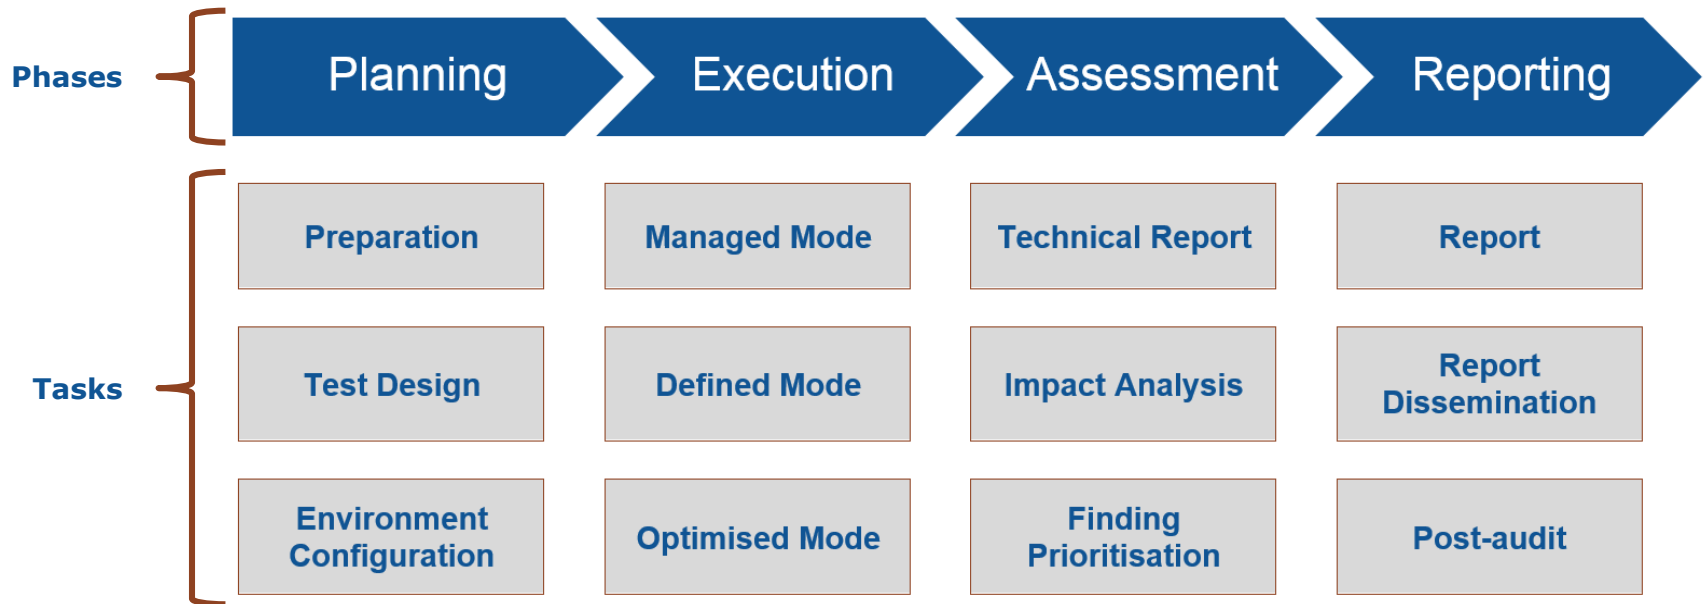 Phases
Planning
Execution
Assessment
Reporting
Tasks
Preparation
Managed Mode
Technical Report
Report
Test Design
Defined Mode
Impact Analysis
Report
Dissemination
Environment
Configuration
Optimised Mode
Finding
Prioritisation
Post-audit